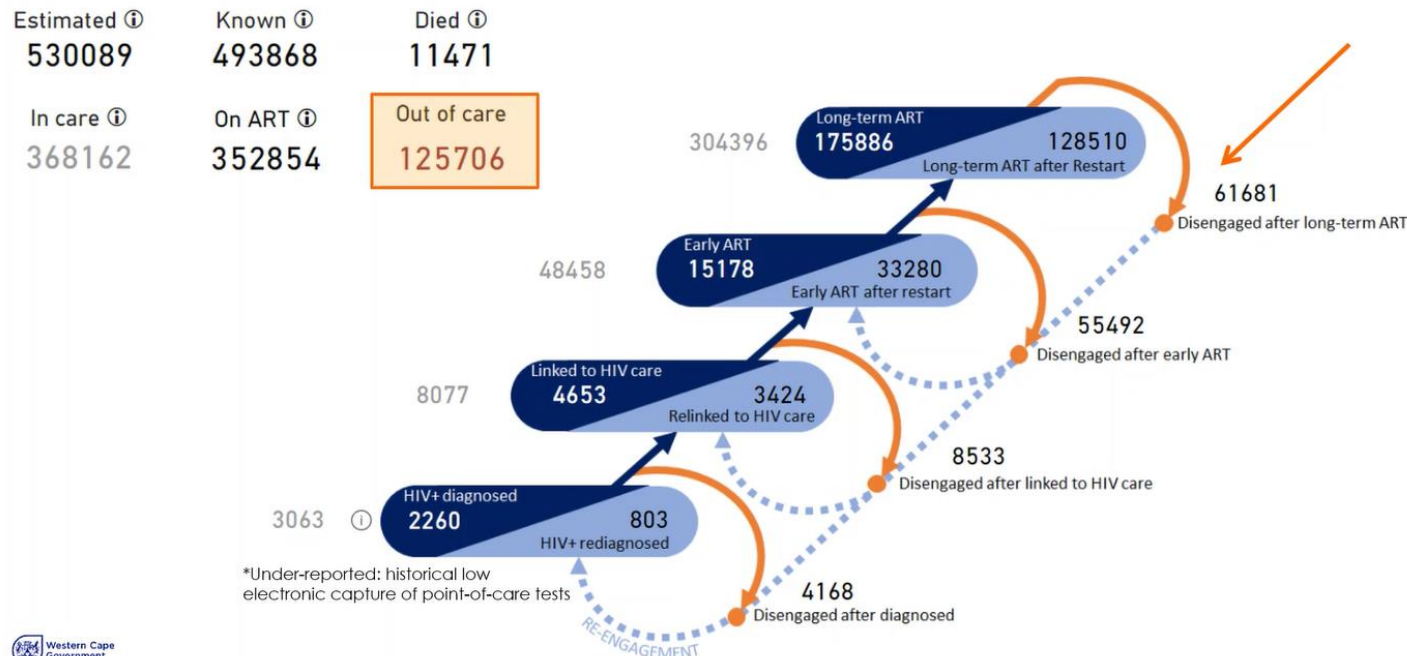 Estimated ⓘ Known ⓘ Died ⓘ
530089 493868 11471
In care ⓘ On ART ⓘ Out of care
368162 352854 125706
Long-term ART
304396 175886 128510
Long-term ART after Restart
61681
Disengaged after long-term ART
Early ART
48458 15178 33280
Early ART after restart
55492
Disengaged after early ART
Linked to HIV care
8077 4653 3424
Relinked to HIV care
8533
Disengaged after linked to HIV care
HIV+ diagnosed
3063 ⓘ 2260 803
HIV+ rediagnosed
*Under-reported: historical low
electronic capture of point-of-care tests
4168
Disengaged after diagnosed
RE-ENGAGEMENT
Western Cape
Government